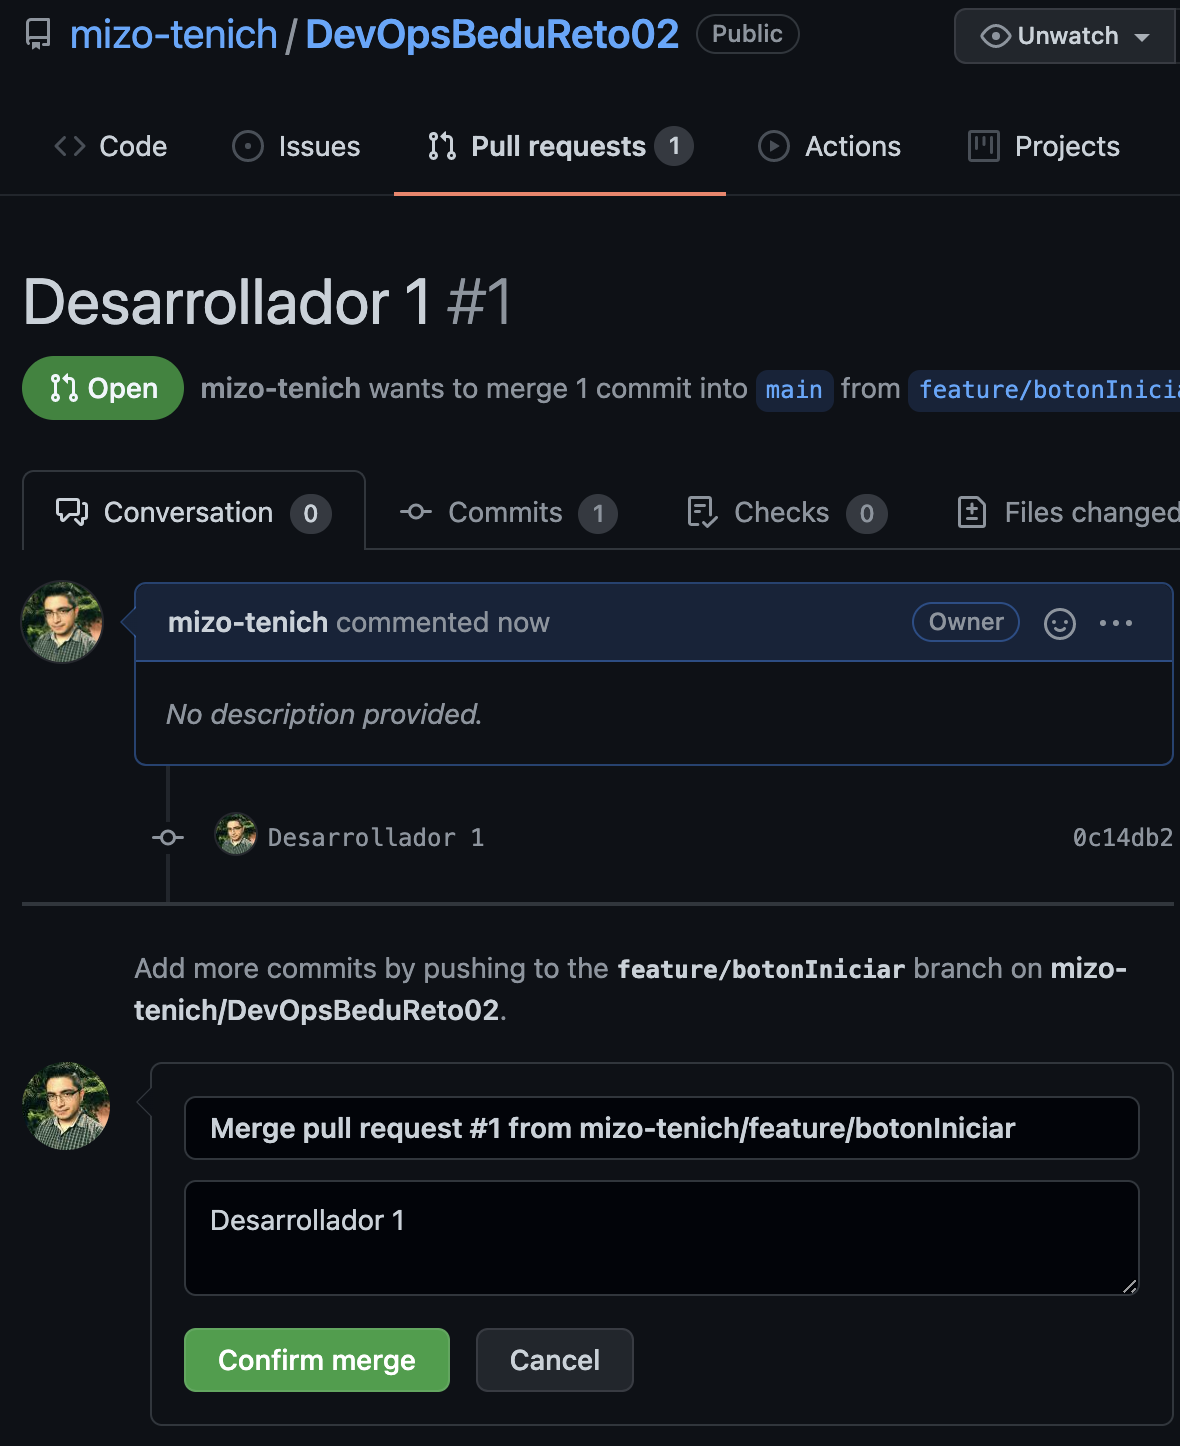 mizo-tenich / DevOpsBeduReto02 Public Unwatch
Code Issues Pull requests 1 Actions Projects
Desarrollador 1 #1
Open mizo-tenich wants to merge 1 commit into main from feature/botonInicia
Conversation 0 Commits 1 Checks 0 Files changed
mizo-tenich commented now Owner
No description provided.
Desarrollador 1 0c14db2
Add more commits by pushing to the feature/botonIniciar branch on mizo-
tenich/DevOpsBeduReto02.
Merge pull request #1 from mizo-tenich/feature/botonIniciar
Desarrollador 1
Confirm merge Cancel